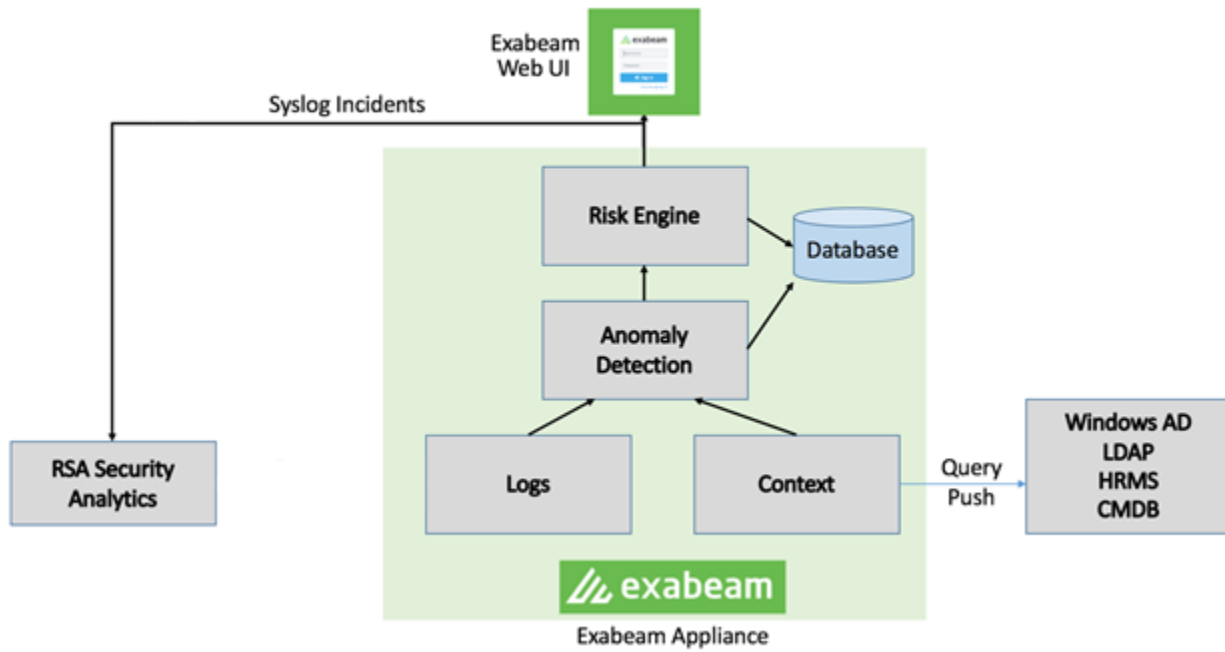 Exabeam
Web UI
exabeam
Syslog Incidents
Risk Engine
Database
Anomaly
Detection
RSA Security
Analytics
Logs
Context
Query
Push
Windows AD
LDAP
HRMS
CMDB
exabeam
Exabeam Appliance